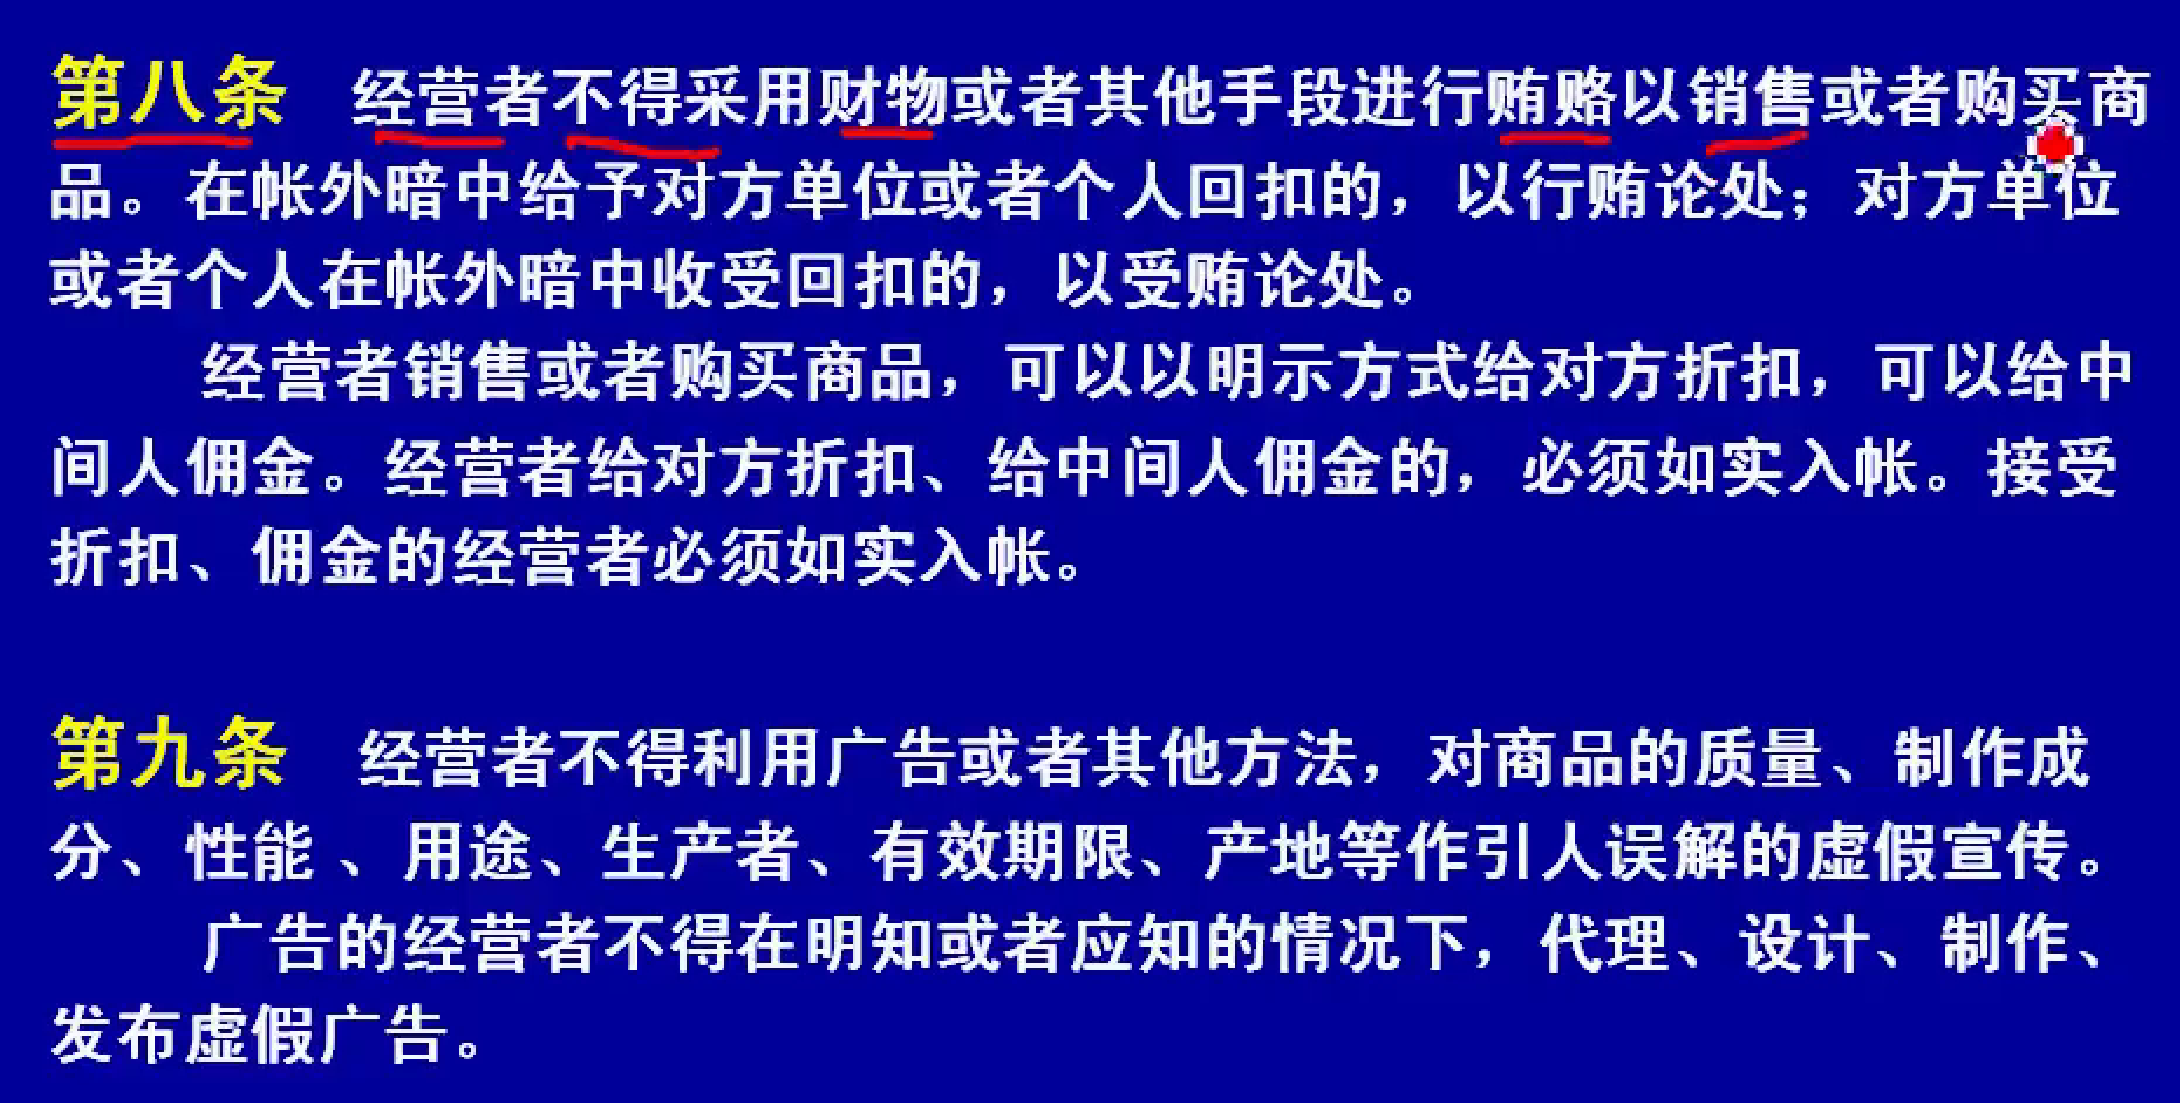 第八条 经营者不得采用财物或者其他手段进行贿赂以销售或者购买商
品。在帐外暗中给予对方单位或者个人回扣的，以行贿论处；对方单位
或者个人在帐外暗中收受回扣的，以受贿论处。
经营者销售或者购买商品，可以以明示方式给对方折扣，可以给中
间人佣金。经营者给对方折扣、给中间人佣金的，必须如实入帐。接受
折扣、佣金的经营者必须如实入帐。
第九条 经营者不得利用广告或者其他方法，对商品的质量、制作成
分、性能 、用途、生产者、有效期限、产地等作引人误解的虚假宣传。
广告的经营者不得在明知或者应知的情况下，代理、设计、制作、
发布虚假广告。